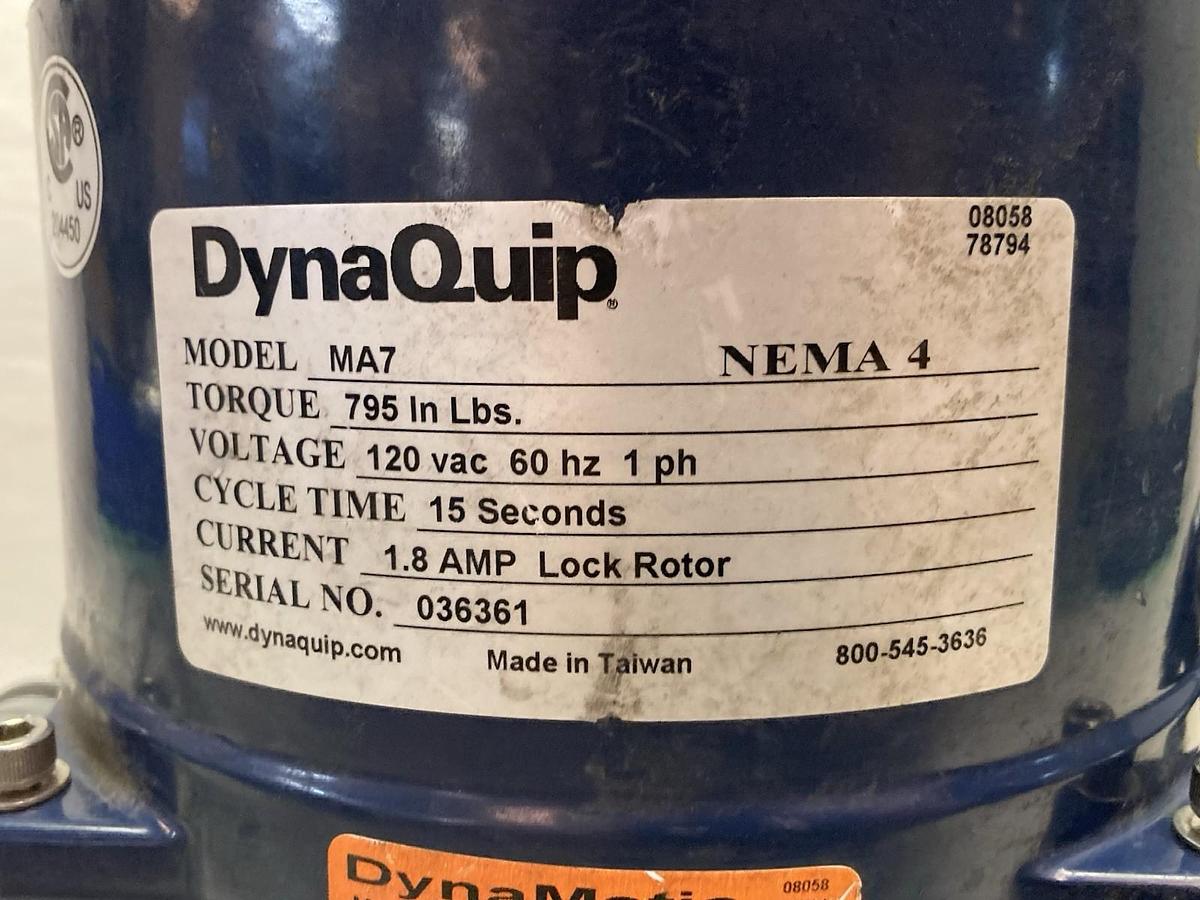 ® C US
DynaQuip®
08058
78794
MODEL MA7 NEMA 4
TORQUE 795 In Lbs.
VOLTAGE 120 vac 60 hz 1 ph
CYCLE TIME 15 Seconds
CURRENT 1.8 AMP Lock Rotor
SERIAL NO. 036361
www.dynaquip.com Made in Taiwan 800-545-3636
DynaMatic 08058